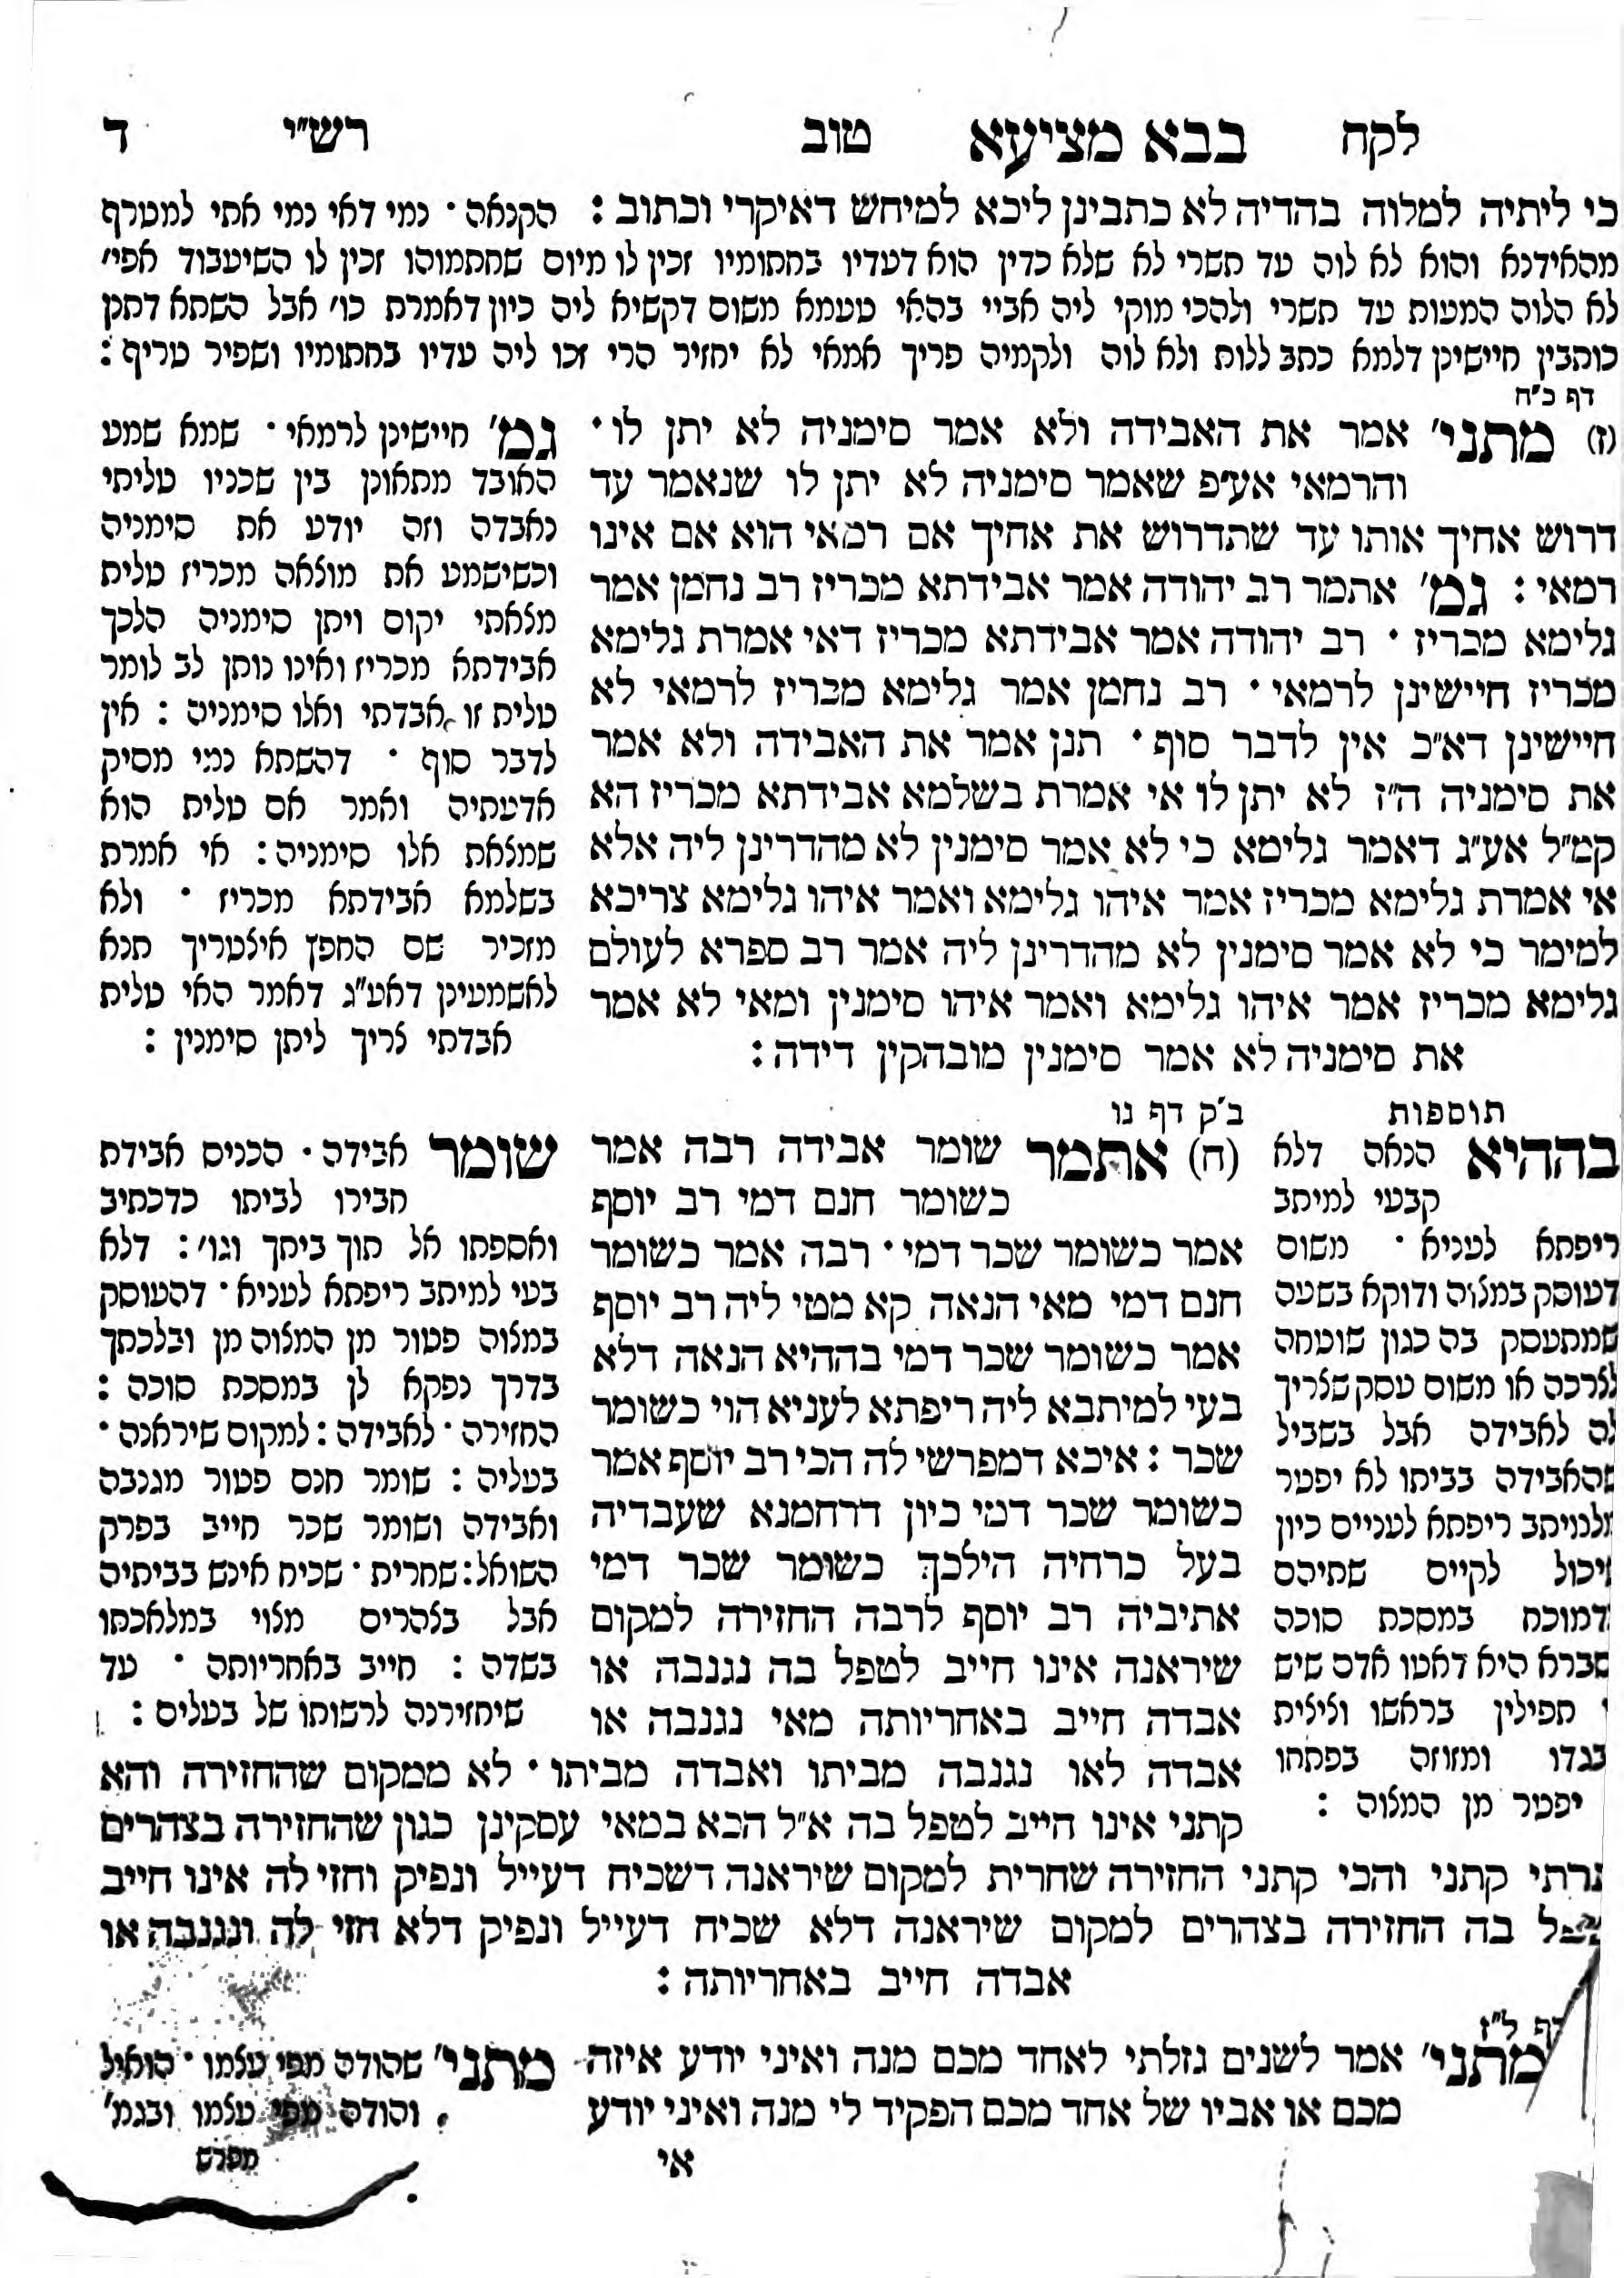 לקח בבא מציעא טוב רש״י ד
כי ליתיה למלוה בהדיה לא כתבינן ליכא למיחש דאיקרי וכתוב : הקנאה · נמי דאי נמי אתי למטרף
מהאידנא והוא לא לוה עד תשרי לא שלא כדין הוא דעדיו בחתומיו זכין לו מיום שחתמוהו זכין לו השיעבוד אפי׳
לא הלוה המעות עד תשרי ולהכי מוקי ליה אביי בהאי טעמא משום דקשיא ליה כיון דאמרת כו׳ אבל השתא דתנן
כותבין חיישינן דלמא כתב ללות ולא לוה ולקמיה פריך אמאי לא יחזיר הרי זכו ליה עדיו בחתומיו ושפיר טריף :
דף כ״ח
(ז) מתני׳ אמר את האבידה ולא אמר סימניה לא יתן לו ·
והרמאי אע״פ שאמר סימניה לא יתן לו שנאמר עד
דרוש אחיך אותו עד שתדרוש את אחיך אם רמאי הוא אם אינו
רמאי : גמ׳ אתמר רב יהודה אמר אבידתא מכריז רב נחמן אמר
גלימא מכריז · רב יהודה אמר אבידתא מכריז דאי אמרת גלימא
מכריז חיישינן לרמאי · רב נחמן אמר גלימא מכריז לרמאי לא
חיישינן דא״כ אין לדבר סוף · תנן אמר את האבידה ולא אמר
את סימניה ה״ז לא יתן לו אי אמרת בשלמא אבידתא מכריז הא
קמ״ל אע״ג דאמר גלימא כי לא אמר סימנין לא מהדרינן ליה אלא
אי אמרת גלימא מכריז אמר איהו גלימא ואמר איהו גלימא צריכא
למימר כי לא אמר סימנין לא מהדרינן ליה אמר רב ספרא לעולם
גלימא מכריז אמר איהו גלימא ואמר איהו סימנין ומאי לא אמר
את סימניה לא אמר סימנין מובהקין דידה :
גמ׳ חיישינן לרמאי · שמא שמע
האובד מתאונן בין שכניו טליתי
נאבדה וזה יודע את סימניה
וכשישמע את מוצאה מכריז טלית
מצאתי יקום ויתן סימניה הלכך
אבידתא מכריז ואינו נותן לב לומר
טלית זו אבדתי ואלו סימניה : אין
לדבר סוף · דהשתא נמי מסיק
אדעתיה ואמר אם טלית הוא
שמצאת אלו סימניה : אי אמרת
בשלמא אבידתא מכריז · ולא
מזכיר שם החפץ איצטריך תנא
לאשמעינן דאע״ג דאמר האי טלית
אבדתי צריך ליתן סימנין :
תוספות
בההיא הנאה דלא
קבעי למיתב
ריפתא לעניא · משום
דעוסק במצוה ודוקא בשעה
שמתעסק בה כגון שוטחה
לצרכה או משום עסק שצריך
לה לאבידה אבל בשביל
שהאבידה בביתו לא יפטר
מלמיתב ריפתא לעניים כיון
ויכול לקיים שתיהם
דמוכח במסכת סוכה
סברא היא דאטו אדם שיש
תפילין בראשו וציצית
בגדו ומזוזה בפתחו
יפטר מן המצוה :
ב״ק דף נו
(ח) אתמר שומר אבידה רבה אמר
כשומר חנם דמי רב יוסף
אמר כשומר שכר דמי · רבה אמר כשומר
חנם דמי מאי הנאה קא מטי ליה רב יוסף
אמר כשומר שכר דמי בההיא הנאה דלא
בעי למיתבא ליה ריפתא לעניא הוי כשומר
שכר : איכא דמפרשי לה הכי רב יוסף אמר
כשומר שכר דמי כיון דרחמנא שעבדיה
בעל כרחיה הילכך כשומר שכר דמי
אתיביה רב יוסף לרבה החזירה למקום
שיראנה אינו חייב לטפל בה נגנבה או
אבדה חייב באחריותה מאי נגנבה או
אבדה לאו נגנבה מביתו ואבדה מביתו · לא ממקום שהחזירה והא
קתני אינו חייב לטפל בה א״ל הכא במאי עסקינן כגון שהחזירה בצהרים
תרתי קתני והכי קתני החזירה שחרית למקום שיראנה דשכיח דעייל ונפיק וחזי לה אינו חייב
בה החזירה בצהרים למקום שיראנה דלא שכיח דעייל ונפיק דלא חזי לה ונגנבה או
אבדה חייב באחריותה :
שומר אבידה · הכניס אבידת
חבירו לביתו כדכתיב
ואספתו אל תוך ביתך וגו׳ : דלא
בעי למיתב ריפתא לעניא · דהעוסק
במצוה פטור מן המצוה מן ובלכתך
בדרך נפקא לן במסכת סוכה :
החזירה · לאבידה : למקום שיראנה ·
בעליה : שומר חנם פטור מגנבה
ואבידה ושומר שכר חייב בפרק
השואל : שחרית · שכיח אינש בביתיה
אבל בצהרים מצוי במלאכתו
בשדה : חייב באחריותה · עד
שיחזירנה לרשותו של בעלים :
דף ל״ז
מתני׳ אמר לשנים גזלתי לאחד מכם מנה ואיני יודע איזה
מכם או אביו של אחד מכם הפקיד לי מנה ואיני יודע
אי
מתני׳ שהודה מפי עצמו · הואיל
והודה מפי עצמו ובגמ׳
מפרש